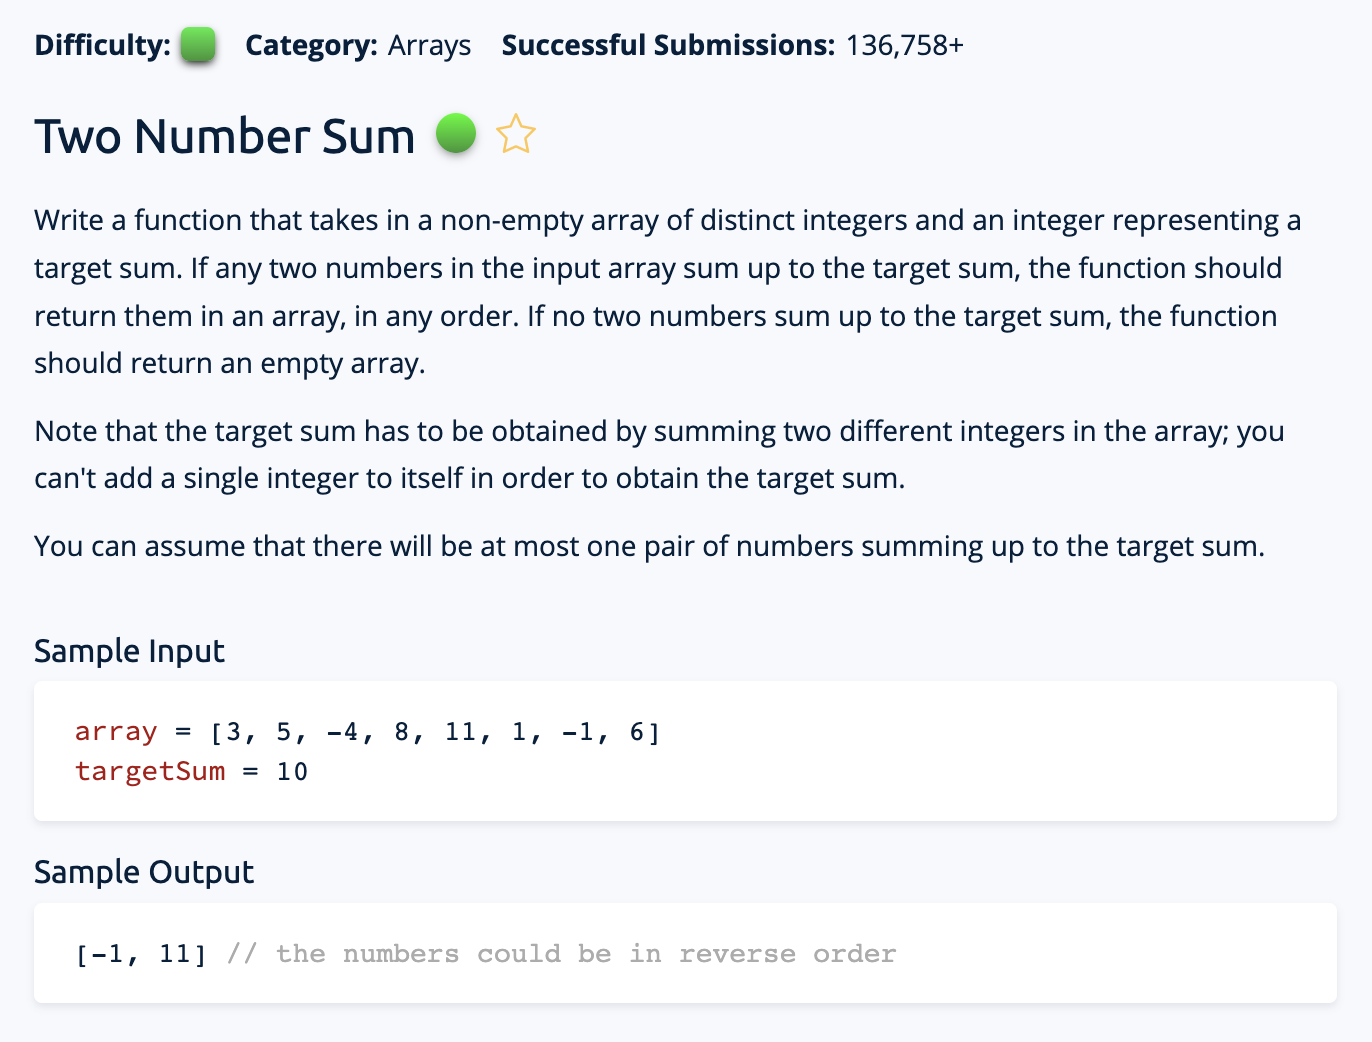 Difficulty: Category: Arrays Successful Submissions: 136,758+
Two Number Sum
Write a function that takes in a non-empty array of distinct integers and an integer representing a
target sum. If any two numbers in the input array sum up to the target sum, the function should
return them in an array, in any order. If no two numbers sum up to the target sum, the function
should return an empty array.
Note that the target sum has to be obtained by summing two different integers in the array; you
can't add a single integer to itself in order to obtain the target sum.
You can assume that there will be at most one pair of numbers summing up to the target sum.
Sample Input
array = [3, 5, -4, 8, 11, 1, -1, 6]
targetSum = 10
Sample Output
[-1, 11] // the numbers could be in reverse order